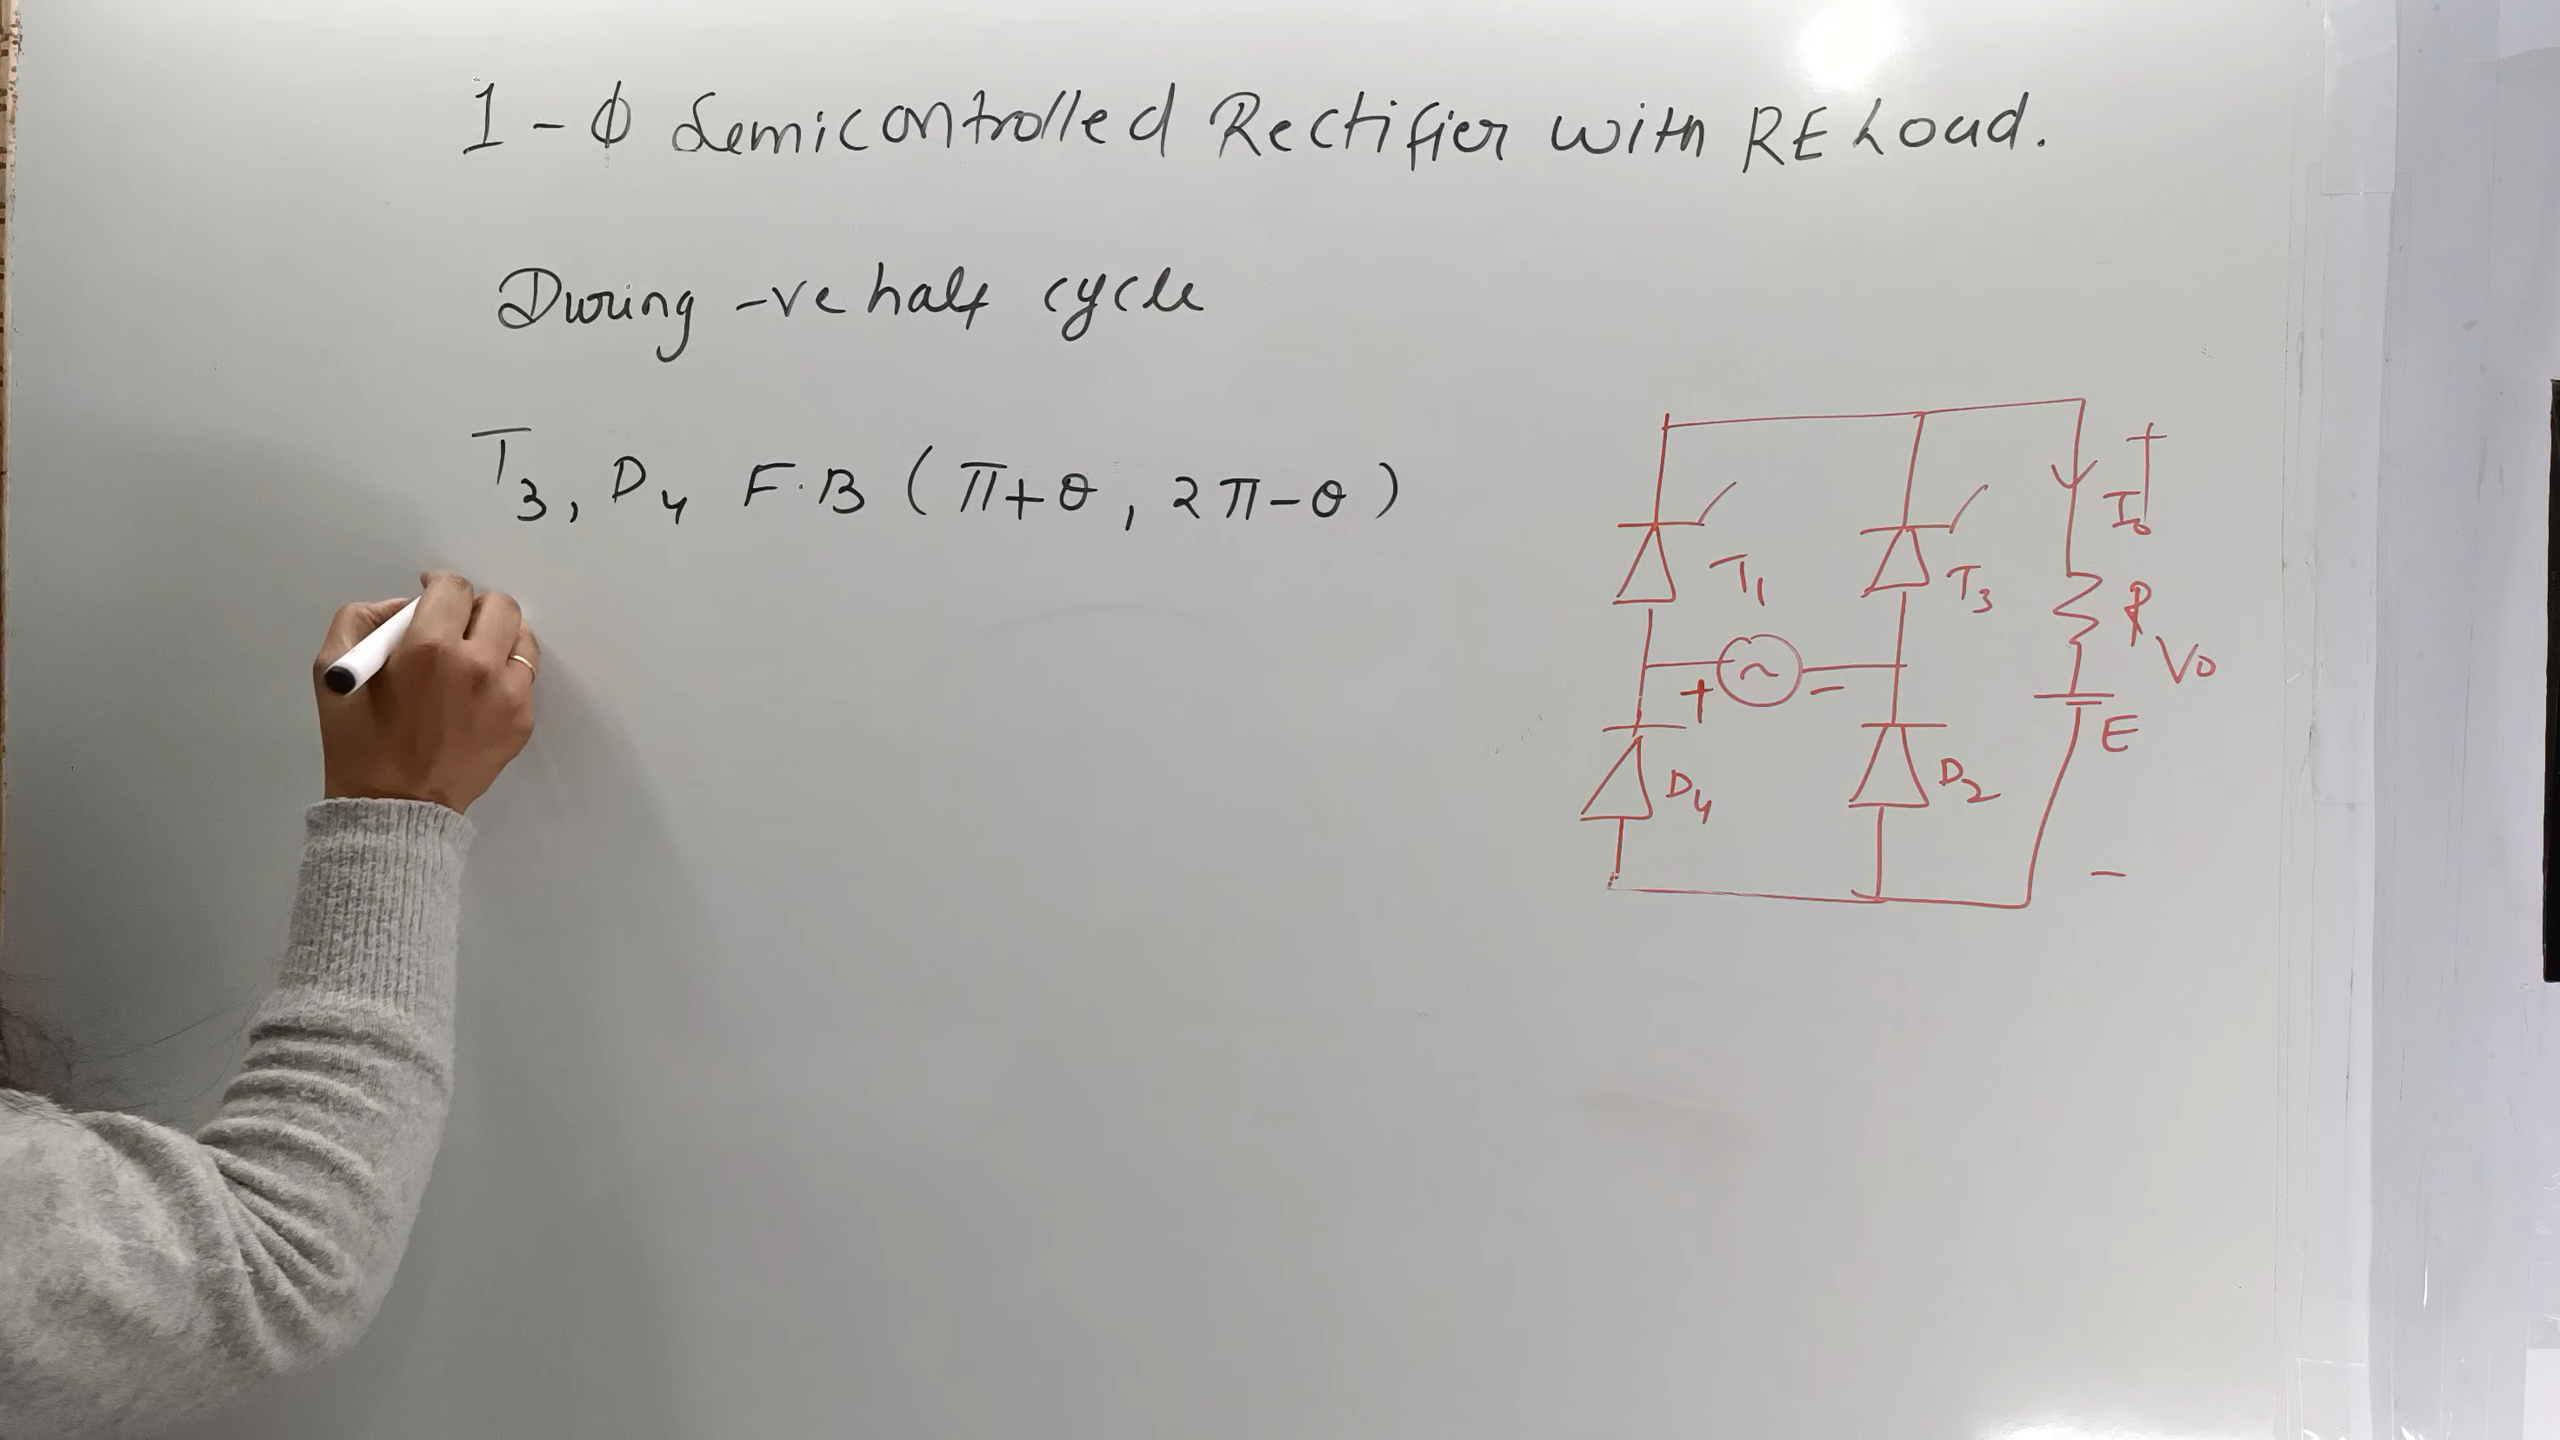 1-ϕ Semicontrolled Rectifier with RE Load.
During -ve half cycle
T3, D4 F.B (π+θ, 2π-θ)
+
I0
T1
T3
R
V0
+ ~ -
E
D4
D2
-